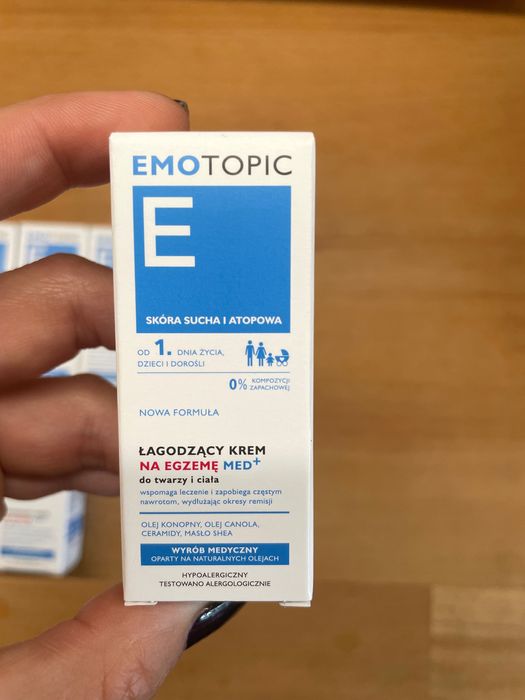 EMOTOPIC
E
SKÓRA SUCHA I ATOPOWA
OD 1. DNIA ŻYCIA,
DZIECI I DOROŚLI
0% KOMPOZYCJI
ZAPACHOWEJ
NOWA FORMUŁA
ŁAGODZĄCY KREM
NA EGZEMĘ MED+
do twarzy i ciała
wspomaga leczenie i zapobiega częstym
nawrotom, wydłużając okresy remisji
OLEJ KONOPNY, OLEJ CANOLA,
CERAMIDY, MASŁO SHEA
WYRÓB MEDYCZNY
OPARTY NA NATURALNYCH OLEJACH
HYPOALERGICZNY
TESTOWANO ALERGOLOGICZNIE